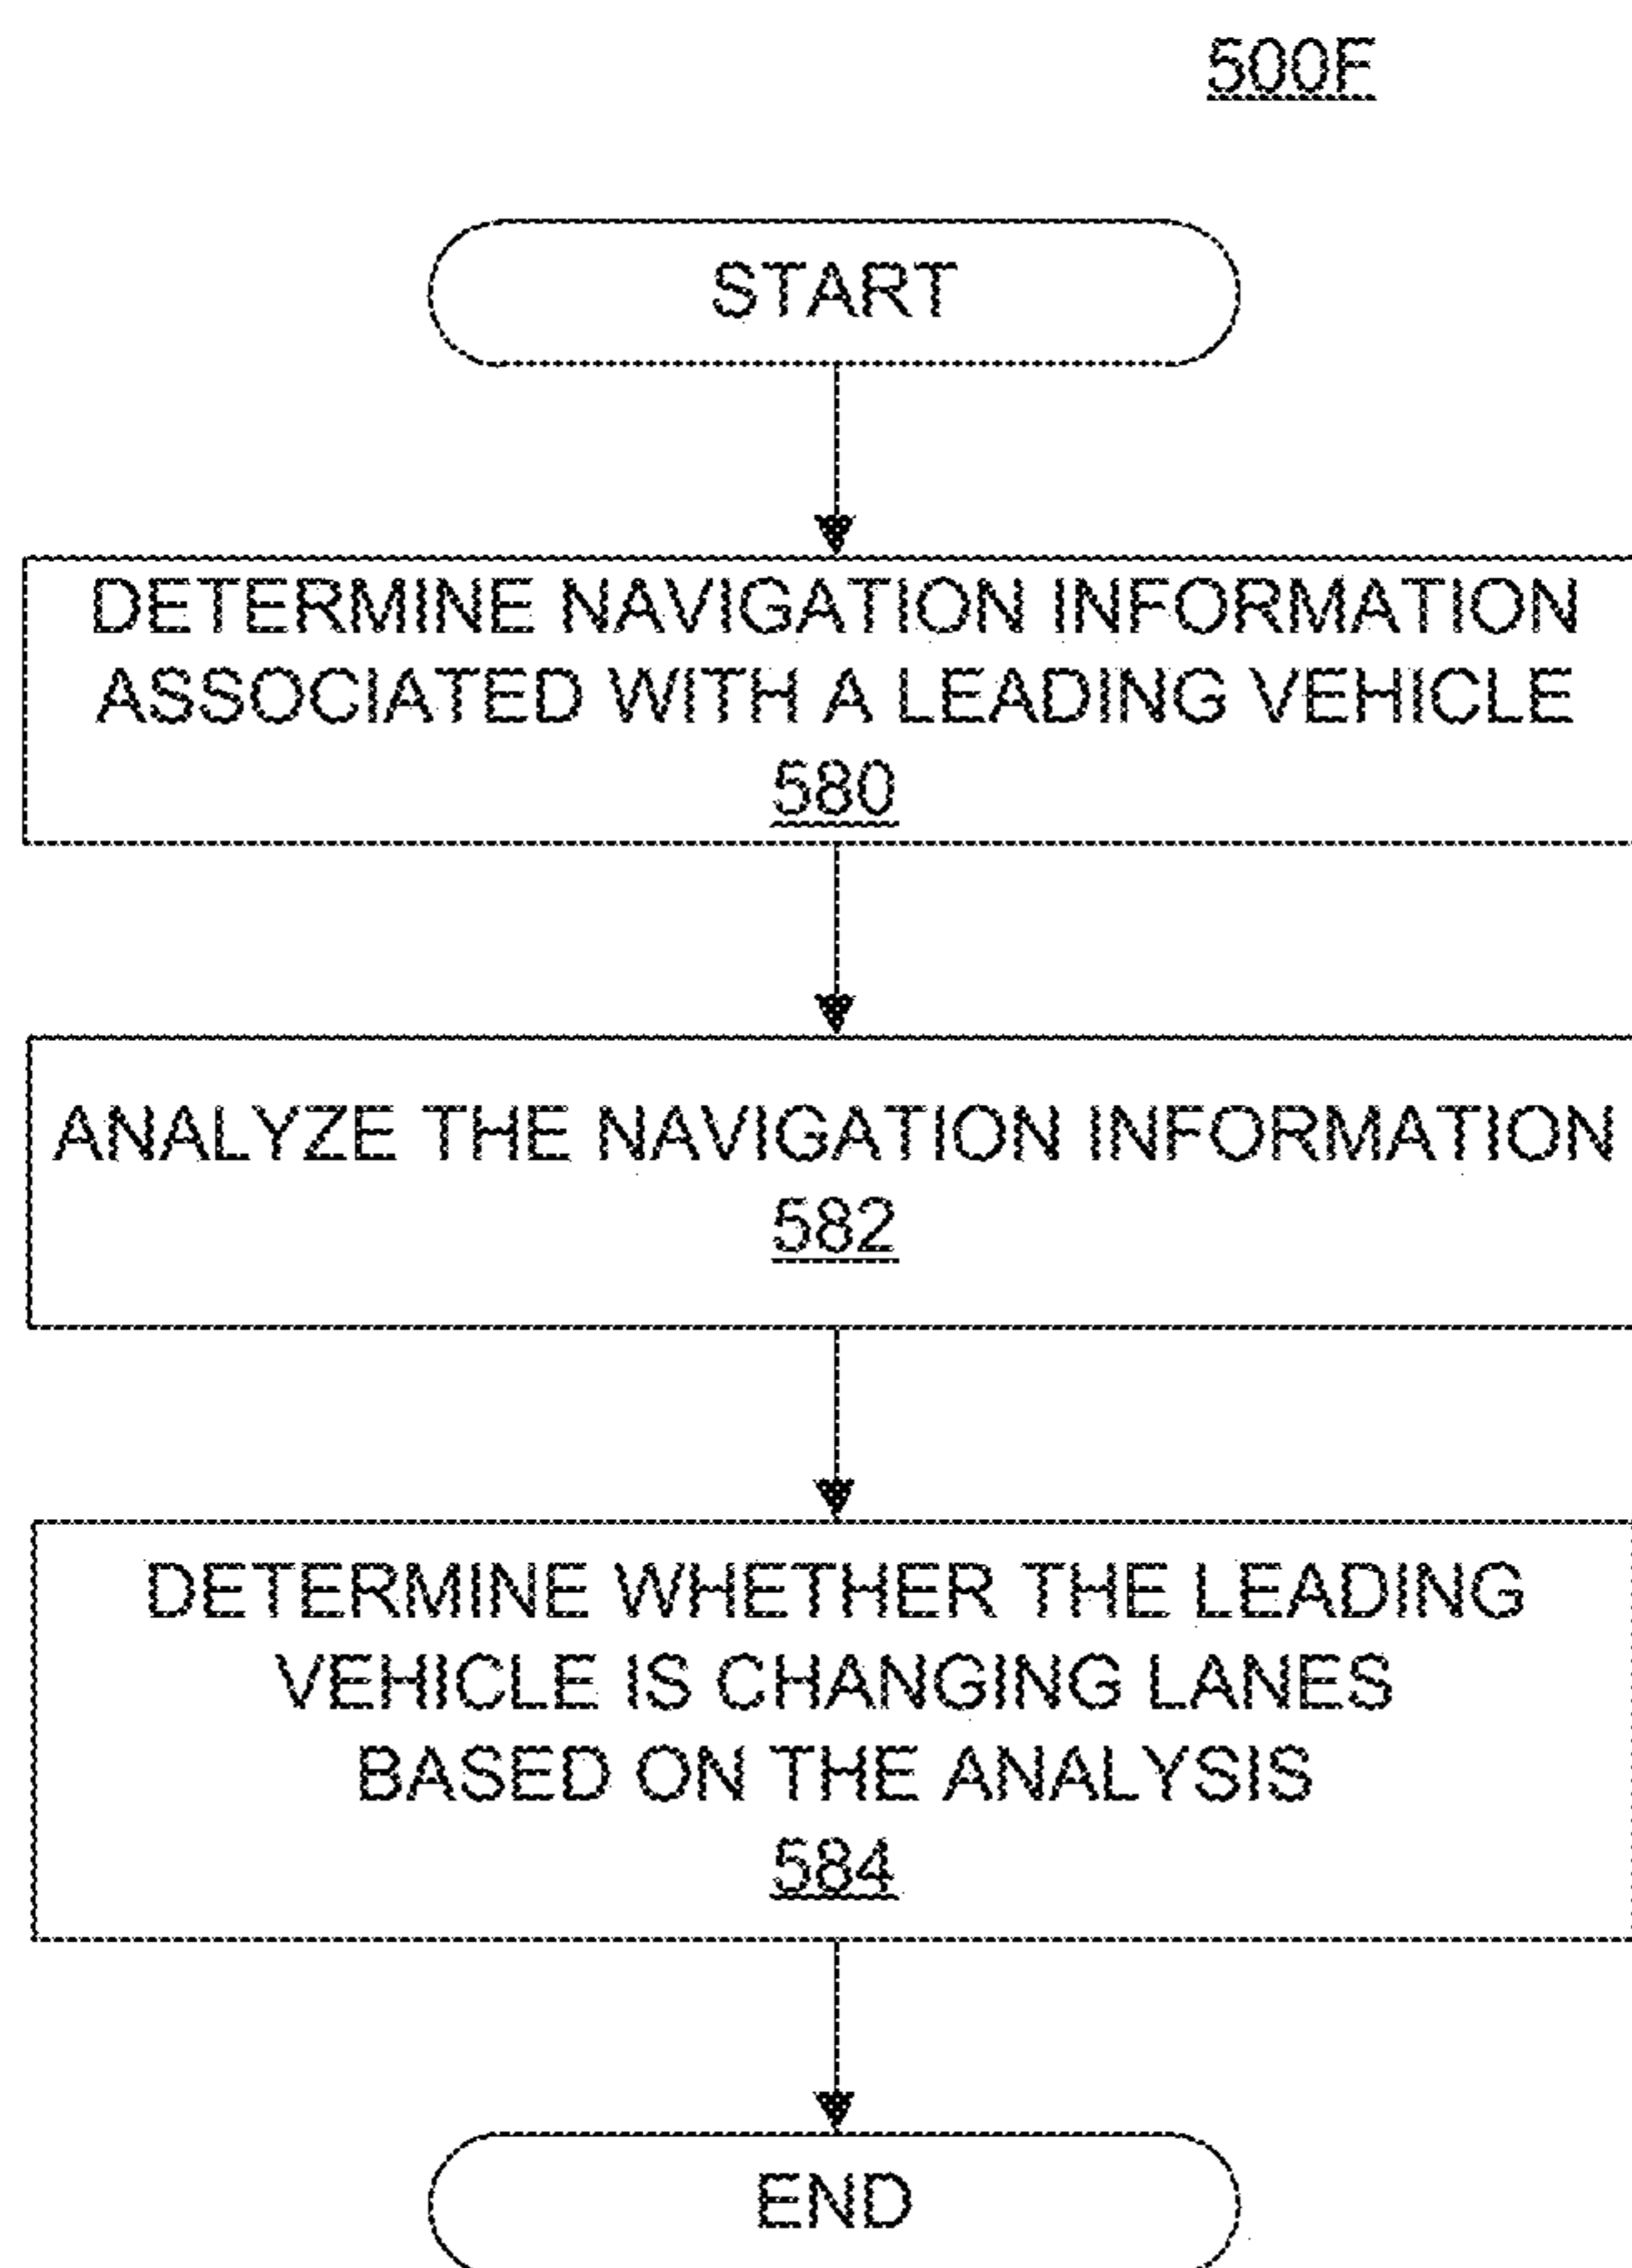 500F
START
DETERMINE NAVIGATION INFORMATION
ASSOCIATED WITH A LEADING VEHICLE
580
ANALYZE THE NAVIGATION INFORMATION
582
DETERMINE WHETHER THE LEADING
VEHICLE IS CHANGING LANES
BASED ON THE ANALYSIS
584
END